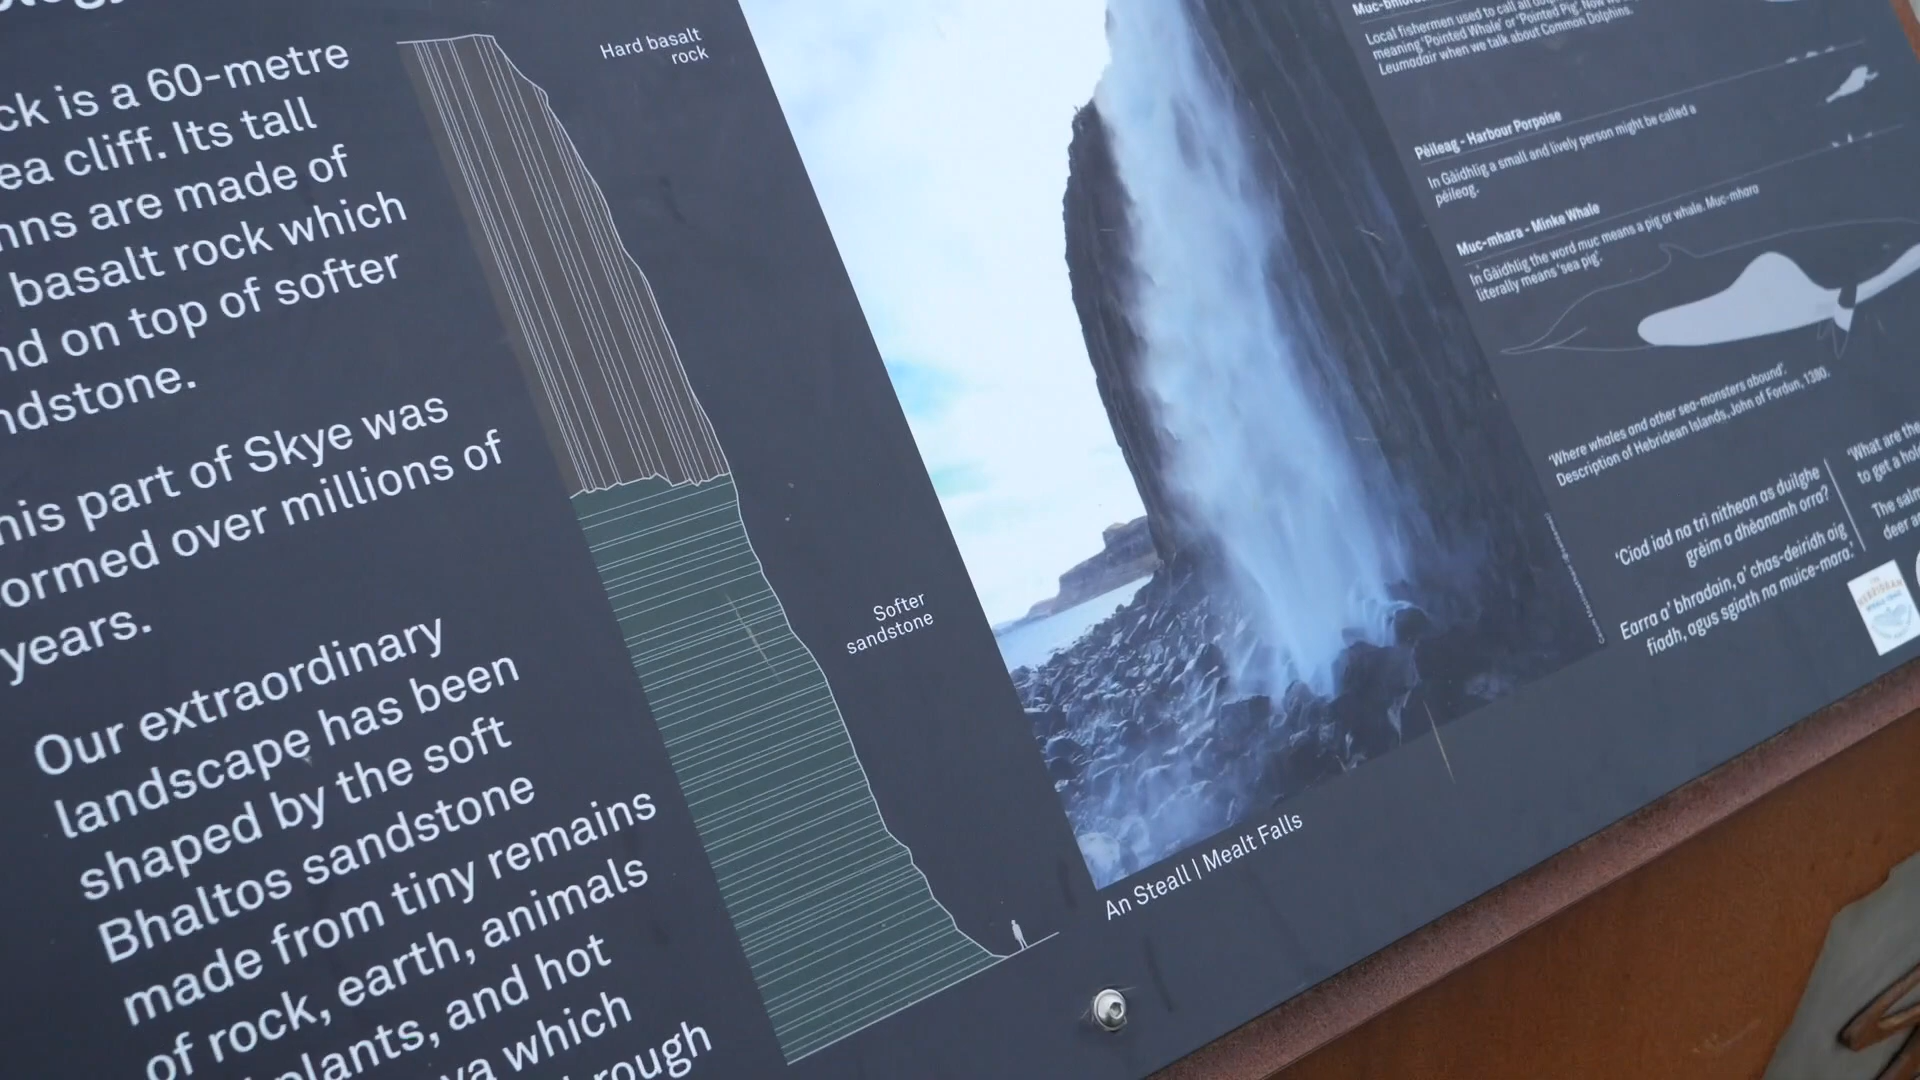 ck is a 60-metre
ea cliff. Its tall
nns are made of
basalt rock which
nd on top of softer
ndstone.
his part of Skye was
ormed over millions of
years.
Our extraordinary
landscape has been
shaped by the soft
Bhaltos sandstone
made from tiny remains
of rock, earth, animals
plants, and hot
va which
rough
Hard basalt
rock
Softer
sandstone
An Steall | Mealt Falls
Local fishermen used to call all
meaning 'Pointed Whale' or 'Pointed Pig'. Now
Leumadair when we talk about Common Dolphins.
Pèileag - Harbour Porpoise
In Gàidhlig a small and lively person might be called a
pèileag.
Muc-mhara - Minke Whale
In Gàidhlig the word muc means a pig or whale. Muc-mhara
literally means 'sea pig'.
'Where whales and other sea-monsters abound'.
Description of Hebridean Islands, John of Fordun, 1380.
'Ciod iad na trì nithean as duilghe
grèim a dhèanamh orra?
Earra a' bhradain, a' chas-deiridh aig
fiadh, agus sgiath na muice-mara.'
'What are the
to get a hol
The salm
deer a